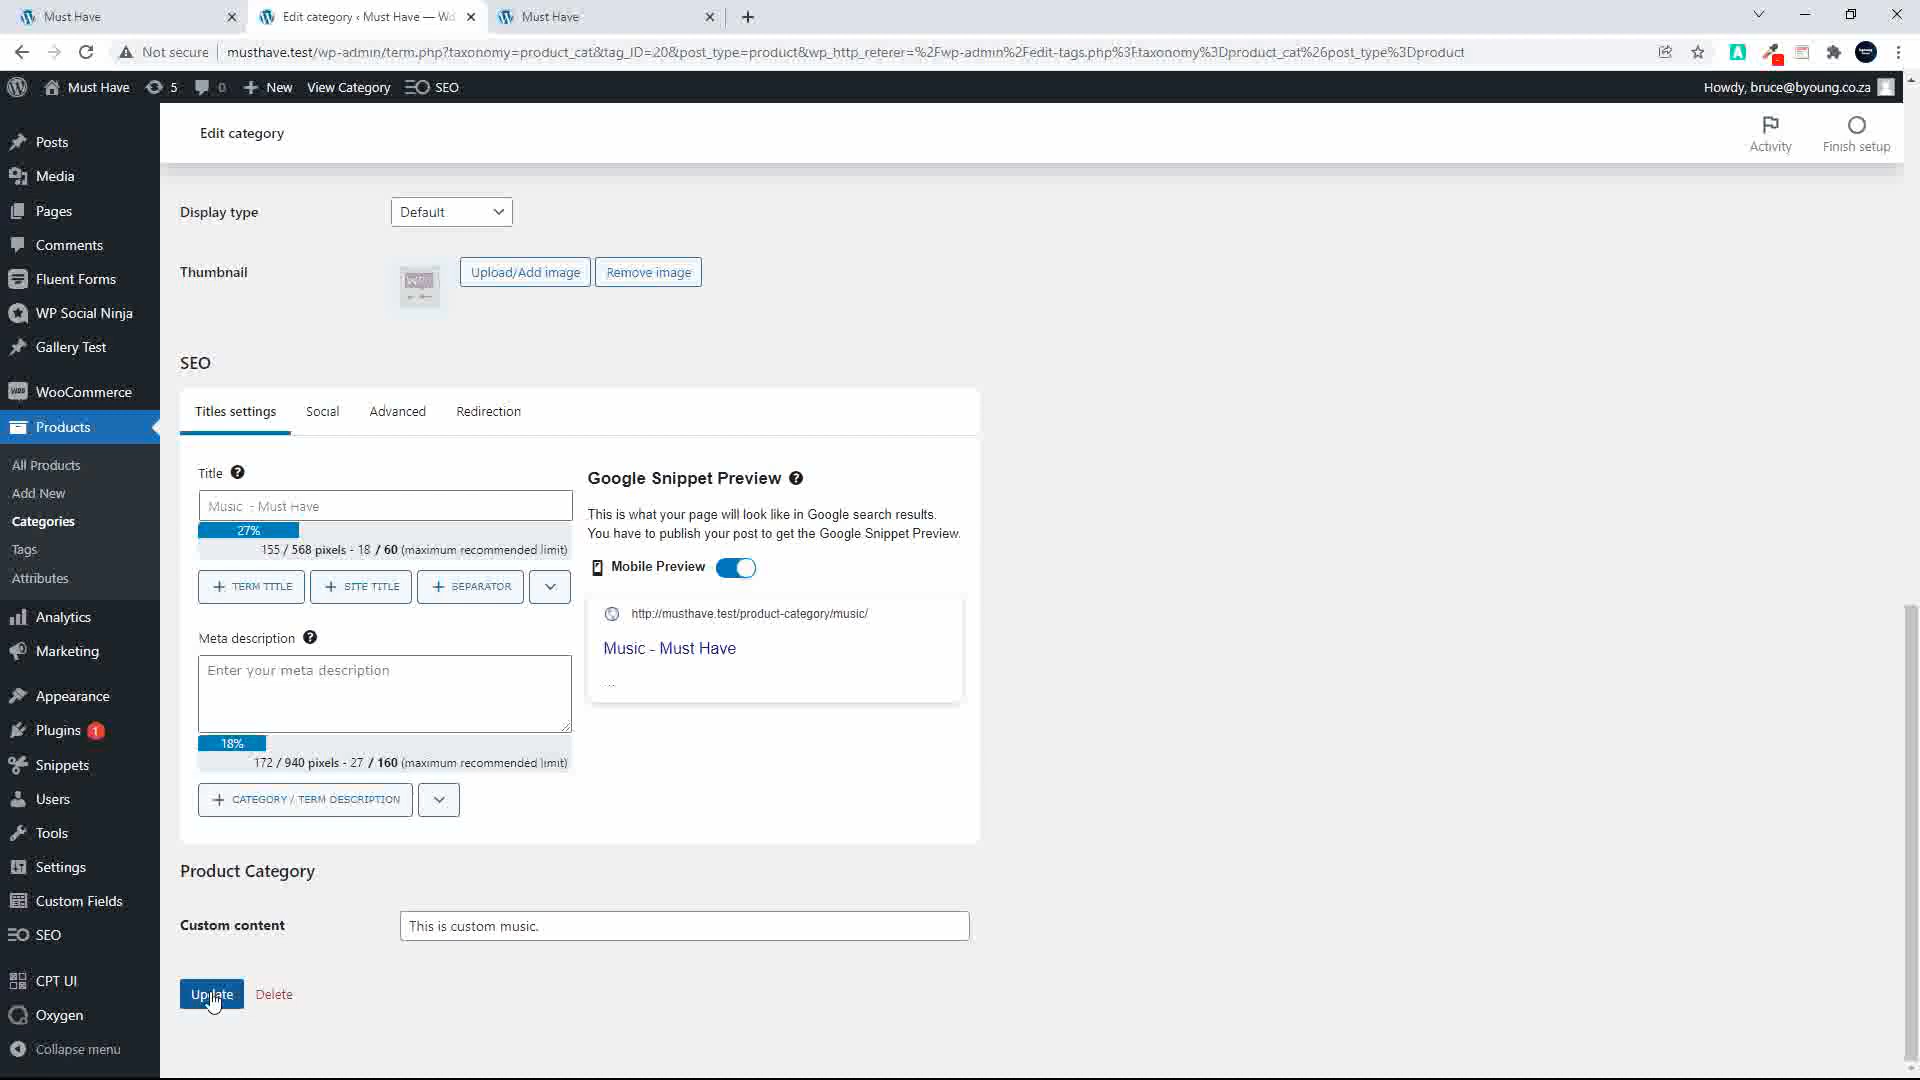 Must Have
Edit category ‹ Must Have — Wo
Must Have
Not secure
musthave.test/wp-admin/term.php?taxonomy=product_cat&tag_ID=20&post_type=product&wp_http_referer=%2Fwp-admin%2Fedit-tags.php%3Ftaxonomy%3Dproduct_cat%26post_type%3Dproduct
Must Have
5
0
New
View Category
SEO
Howdy, bruce@byoung.co.za
Edit category
Activity
Finish setup
Posts
Media
Pages
Comments
Fluent Forms
WP Social Ninja
Gallery Test
WooCommerce
Products
All Products
Add New
Categories
Tags
Attributes
Analytics
Marketing
Appearance
Plugins 1
Snippets
Users
Tools
Settings
Custom Fields
SEO
CPT UI
Oxygen
Collapse menu
Display type
Default
Thumbnail
Upload/Add image
Remove image
SEO
Titles settings
Social
Advanced
Redirection
Title
Music - Must Have
27%
155 / 568 pixels - 18 / 60 (maximum recommended limit)
+ TERM TITLE
+ SITE TITLE
+ SEPARATOR
Meta description
Enter your meta description
18%
172 / 940 pixels - 27 / 160 (maximum recommended limit)
+ CATEGORY / TERM DESCRIPTION
Google Snippet Preview
This is what your page will look like in Google search results.
You have to publish your post to get the Google Snippet Preview.
Mobile Preview
http://musthave.test/product-category/music/
Music - Must Have
...
Product Category
Custom content
This is custom music.
Update
Delete